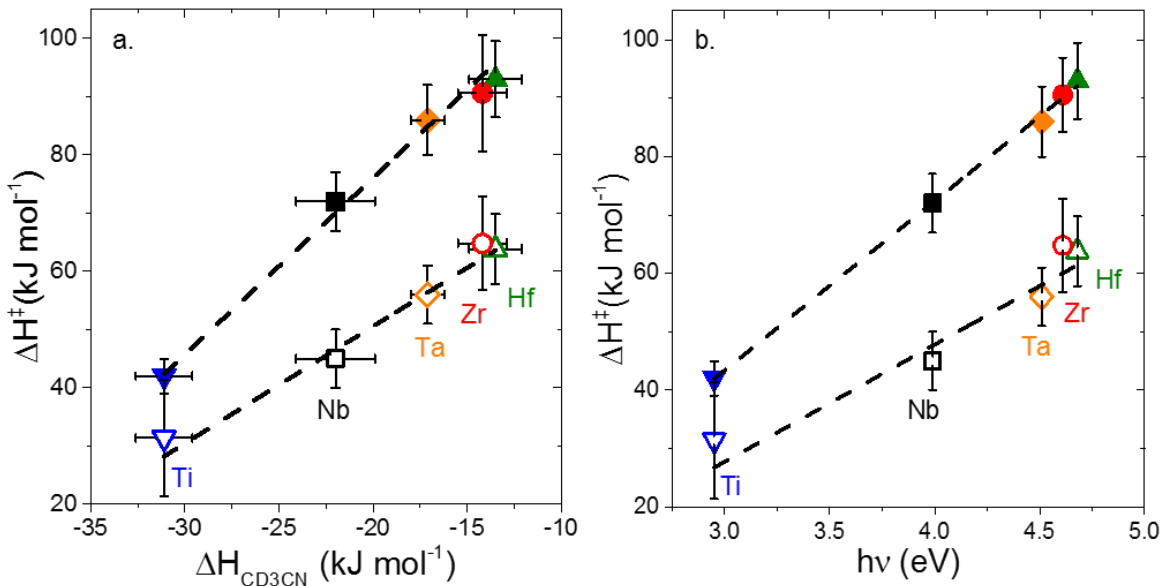 a.
ΔH‡(kJ mol-1)
100
80
60
40
20
Hf
Zr
Ta
Nb
Ti
-35 -30 -25 -20 -15 -10
ΔHCD3CN (kJ mol-1)
b.
ΔH‡(kJ mol-1)
100
80
60
40
20
Hf
Zr
Ta
Nb
Ti
3.0 3.5 4.0 4.5 5.0
hν (eV)